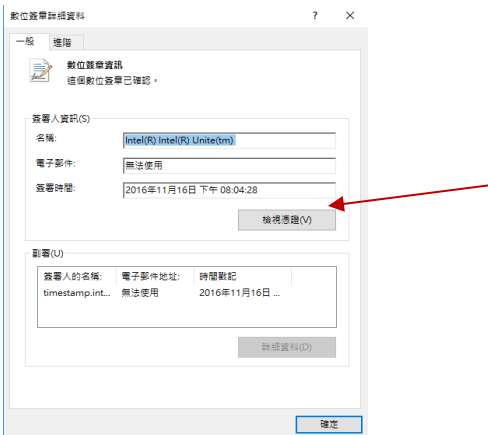 數位簽章詳細資料 ? ×
一般 進階
數位簽章資訊
這個數位簽章已確認。
簽署人資訊(S)
名稱: Intel(R) Intel(R) Unite(tm)
電子郵件: 無法使用
簽署時間: 2016年11月16日 下午 08:04:28
檢視憑證(V)
副署(U)
簽署人的名稱: 電子郵件地址: 時間戳記
timestamp.int... 無法使用 2016年11月16日 ...
詳細資料(D)
確定